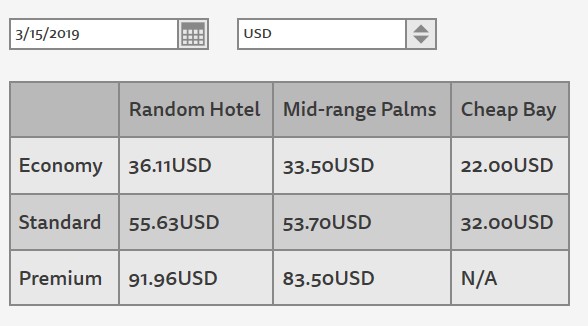 3/15/2019 USD
Random Hotel Mid-range Palms Cheap Bay
Economy 36.11USD 33.50USD 22.00USD
Standard 55.63USD 53.70USD 32.00USD
Premium 91.96USD 83.50USD N/A